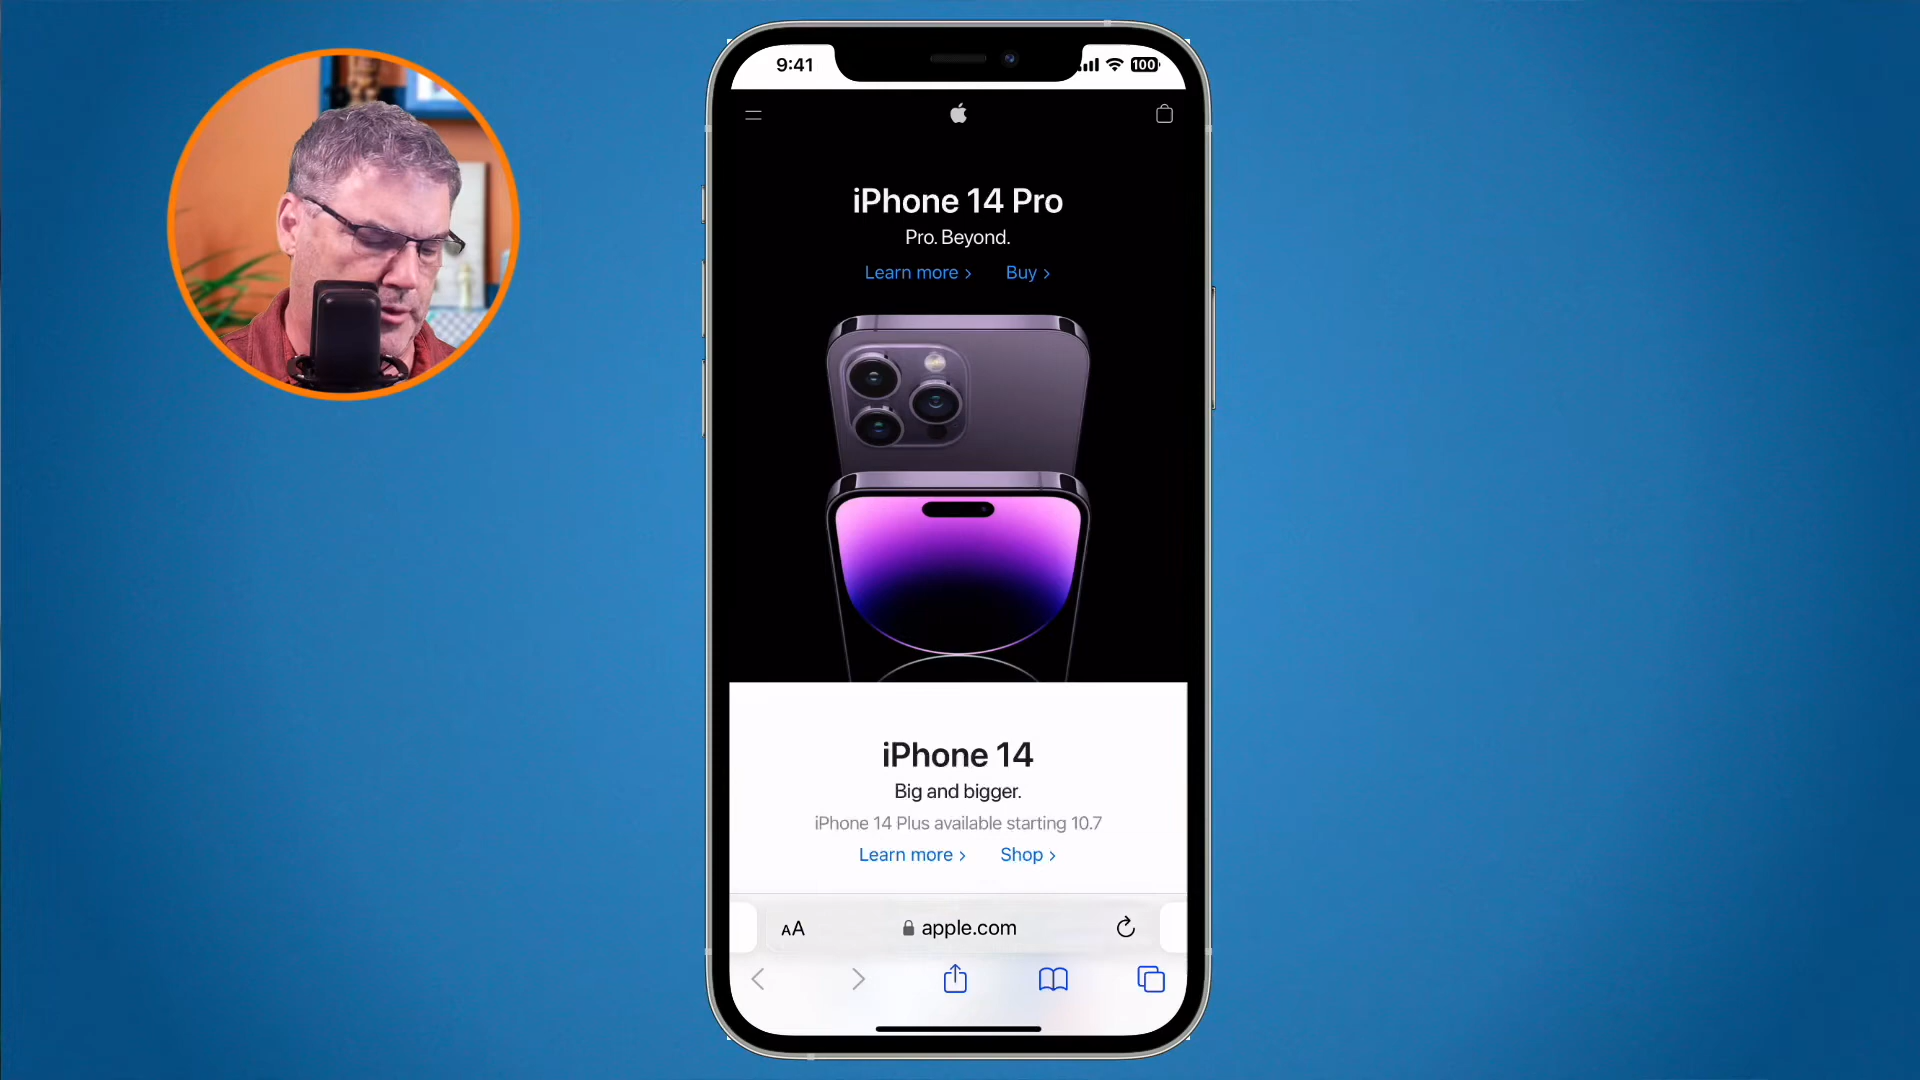 9:41
100
iPhone 14 Pro
Pro. Beyond.
Learn more > Buy >
iPhone 14
Big and bigger.
iPhone 14 Plus available starting 10.7
Learn more > Shop >
AA apple.com